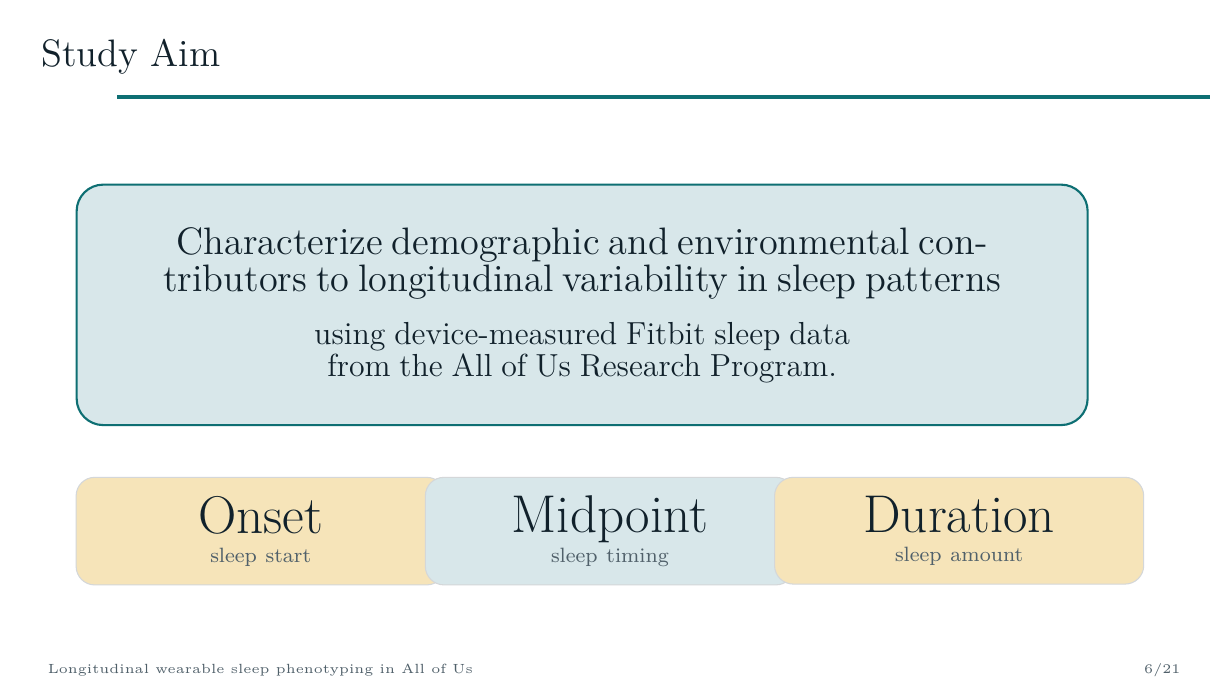 Study Aim
Characterize demographic and environmental con-
tributors to longitudinal variability in sleep patterns
using device-measured Fitbit sleep data
from the All of Us Research Program.
Onset
sleep start
Midpoint
sleep timing
Duration
sleep amount
Longitudinal wearable sleep phenotyping in All of Us
6/21